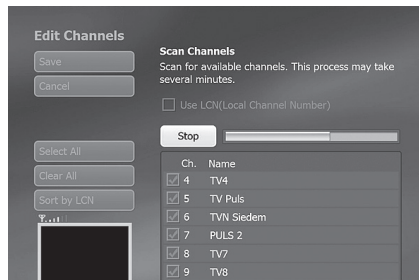 Edit Channels
Save
Cancel
Select All
Clear All
Sort by LCN
Scan Channels
Scan for available channels. This process may take
several minutes.
Use LCN(Local Channel Number)
Stop
Ch. Name
4 TV4
5 TV Puls
6 TVN Siedem
7 PULS 2
8 TV7
9 TV8